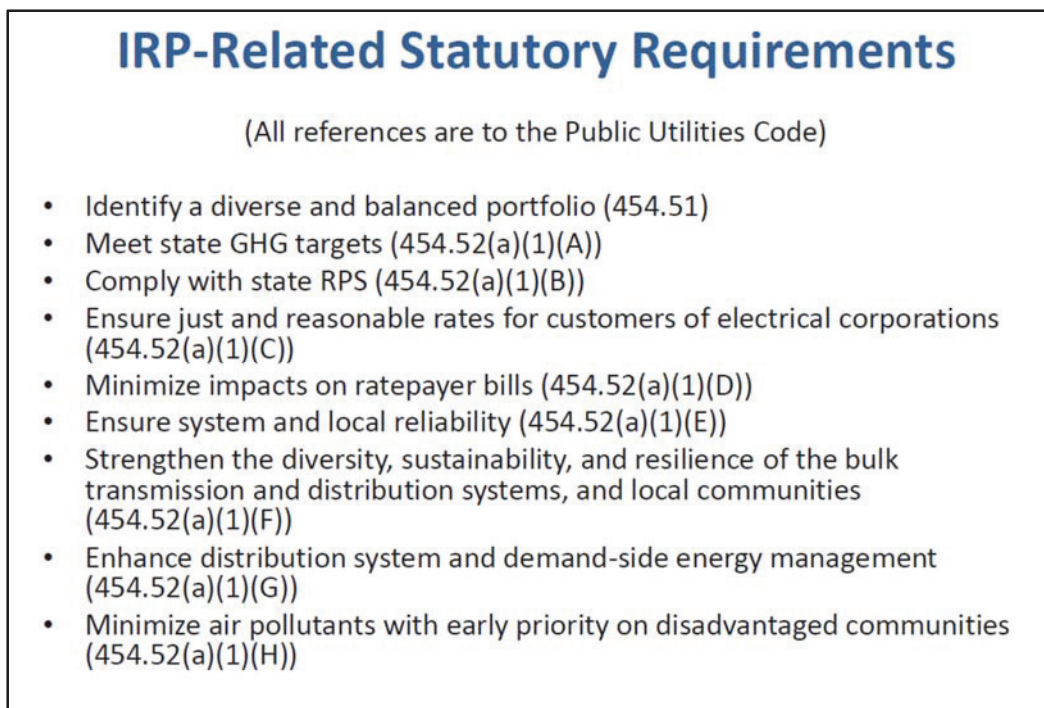 IRP-Related Statutory Requirements
(All references are to the Public Utilities Code)
• Identify a diverse and balanced portfolio (454.51)
• Meet state GHG targets (454.52(a)(1)(A))
• Comply with state RPS (454.52(a)(1)(B))
• Ensure just and reasonable rates for customers of electrical corporations
(454.52(a)(1)(C))
• Minimize impacts on ratepayer bills (454.52(a)(1)(D))
• Ensure system and local reliability (454.52(a)(1)(E))
• Strengthen the diversity, sustainability, and resilience of the bulk
transmission and distribution systems, and local communities
(454.52(a)(1)(F))
• Enhance distribution system and demand-side energy management
(454.52(a)(1)(G))
• Minimize air pollutants with early priority on disadvantaged communities
(454.52(a)(1)(H))